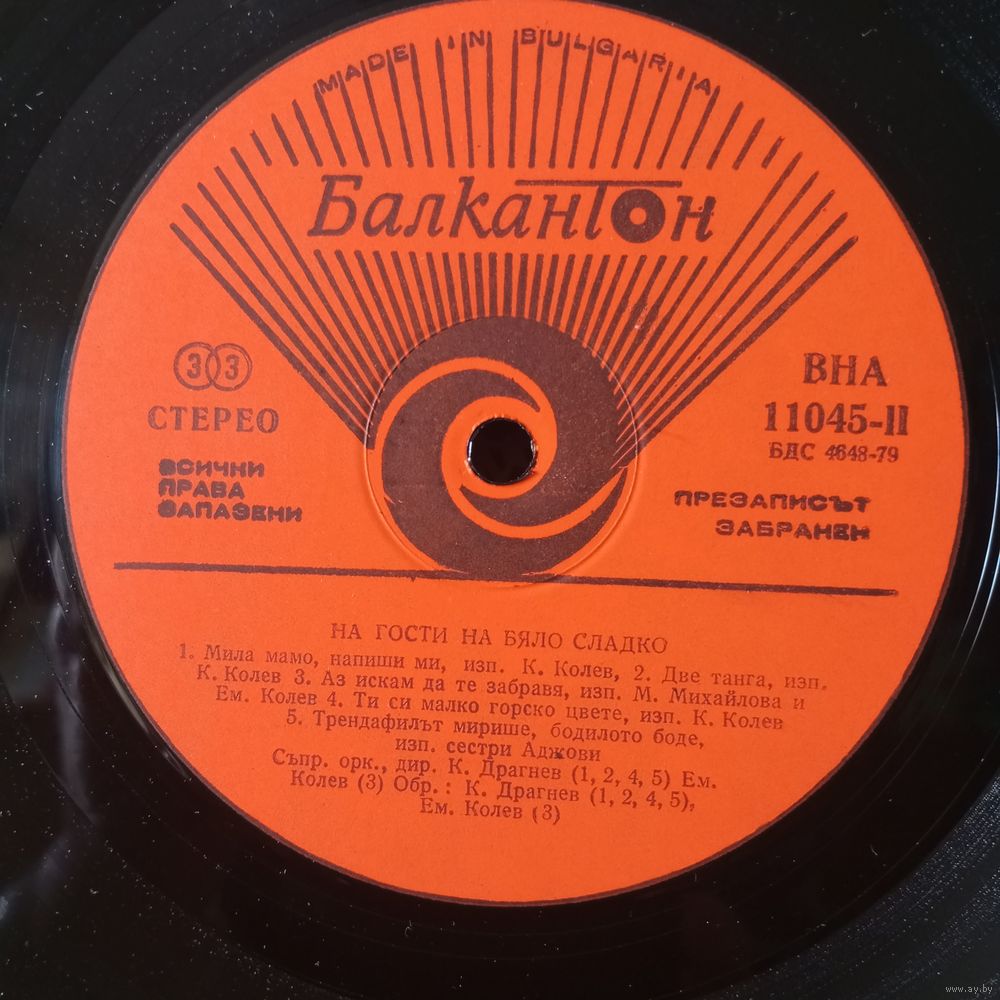 MADE IN BULGARIA
Балкантон
33
СТЕРЕО
ВСИЧНИ
ПРАВА
ЗАПАЗЕНИ
ВНА
11045-II
БДС 4648-79
ПРЕЗАПИСЪТ
ЗАБРАНЕН
НА ГОСТИ НА БЯЛО СЛАДКО
1. Мила мамо, напиши ми, изп. К. Колев, 2. Две танга, изп.
К. Колев 3. Аз искам да те забравя, изп. М. Михайлова и
Ем. Колев 4. Ти си малко горско цвете, изп. К. Колев
5. Трендафилът мирише, бодилото боде,
изп. сестри Аджови
Съпр. орк., дир. К. Драгнев (1, 2, 4, 5) Ем.
Колев (3) Обр.: К. Драгнев (1, 2, 4, 5),
Ем. Колев (3)
www.ay.by